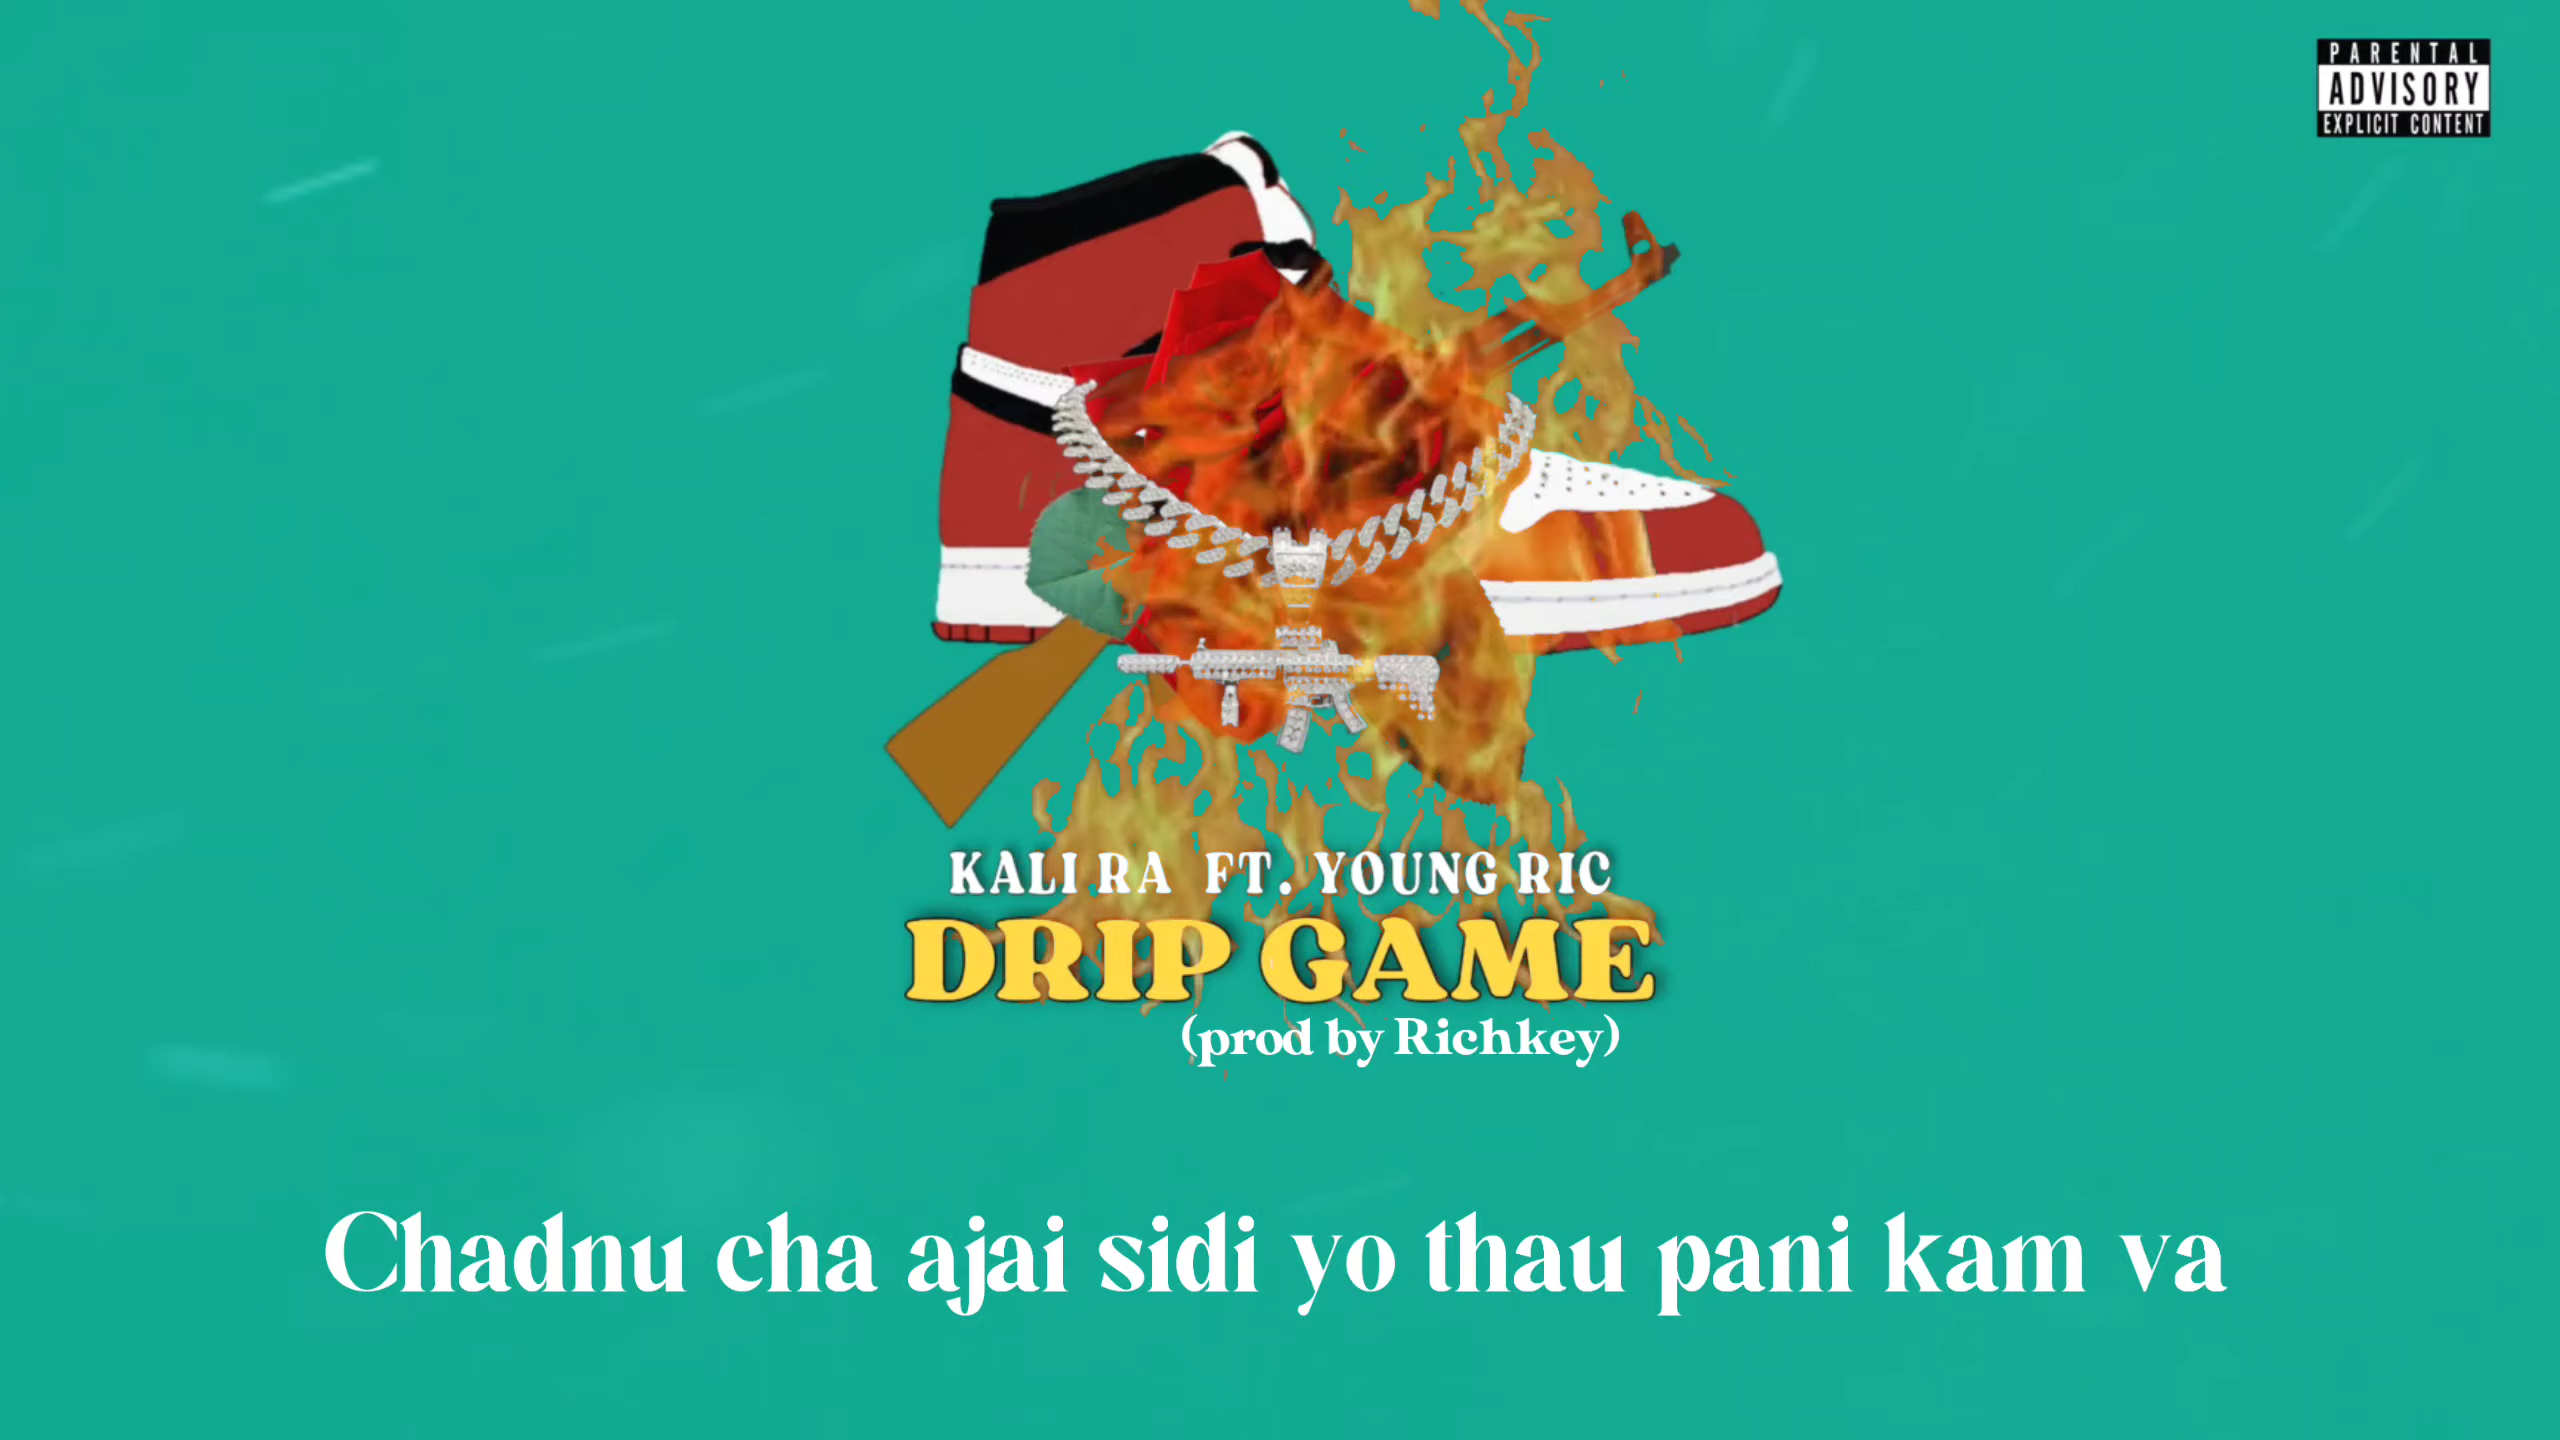 PARENTAL
ADVISORY
EXPLICIT CONTENT
KALI RA FT. YOUNG RIC
DRIP GAME
(prod by Richkey)
Chadnu cha ajai sidi yo thau pani kam va